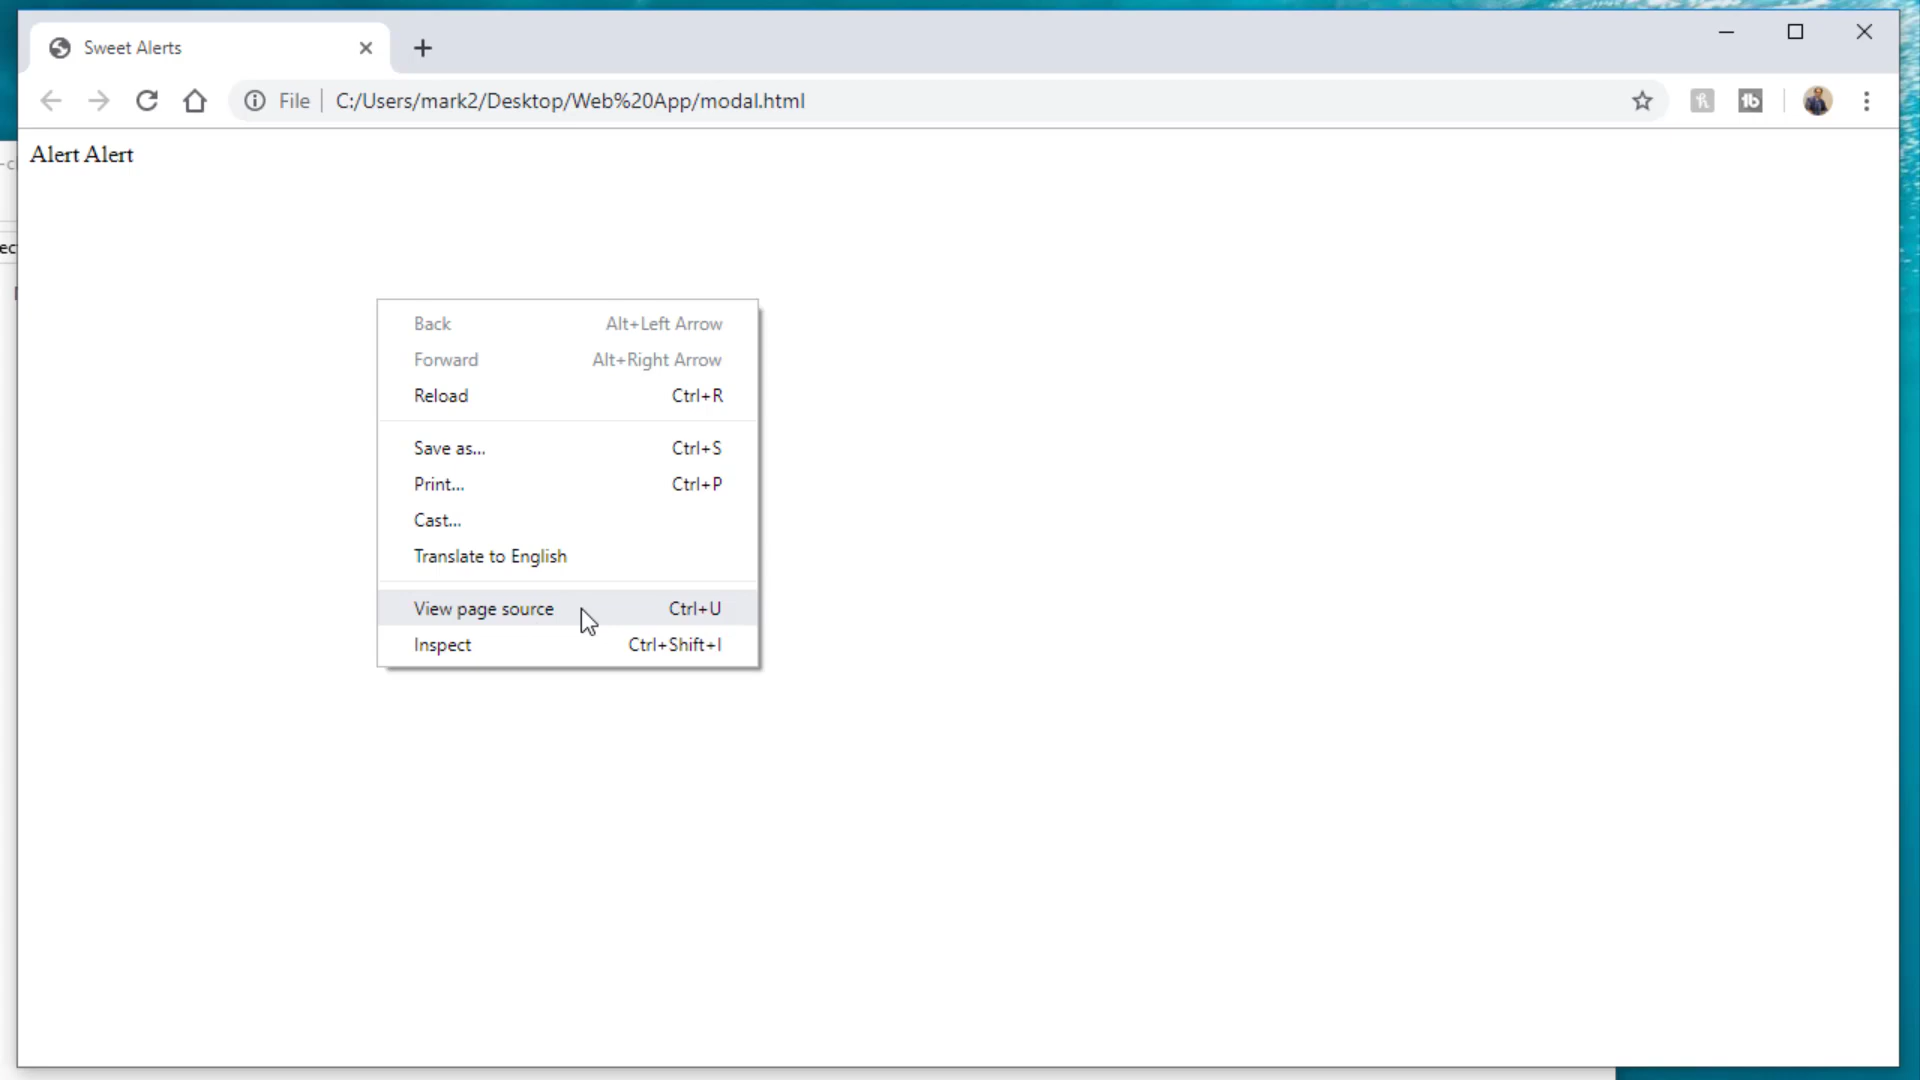 Sweet Alerts
File C:/Users/mark2/Desktop/Web%20App/modal.html
tb
Alert Alert
Back Alt+Left Arrow
Forward Alt+Right Arrow
Reload Ctrl+R
Save as... Ctrl+S
Print... Ctrl+P
Cast...
Translate to English
View page source Ctrl+U
Inspect Ctrl+Shift+I